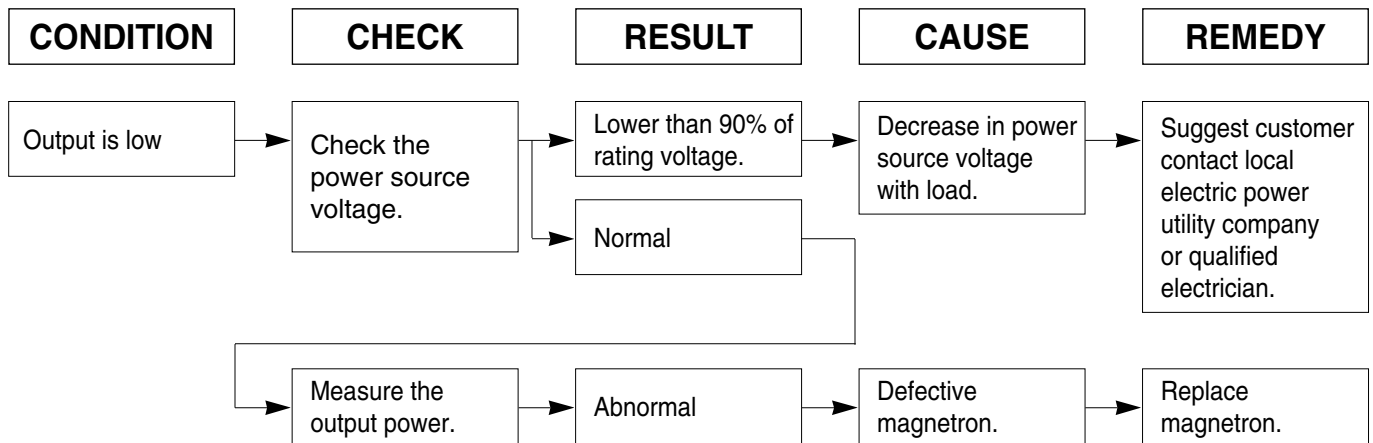 CONDITION
CHECK
RESULT
CAUSE
REMEDY
Output is low
Check the
power source
voltage.
Lower than 90% of
rating voltage.
Decrease in power
source voltage
with load.
Suggest customer
contact local
electric power
utility company
or qualified
electrician.
Normal
Measure the
output power.
Abnormal
Defective
magnetron.
Replace
magnetron.